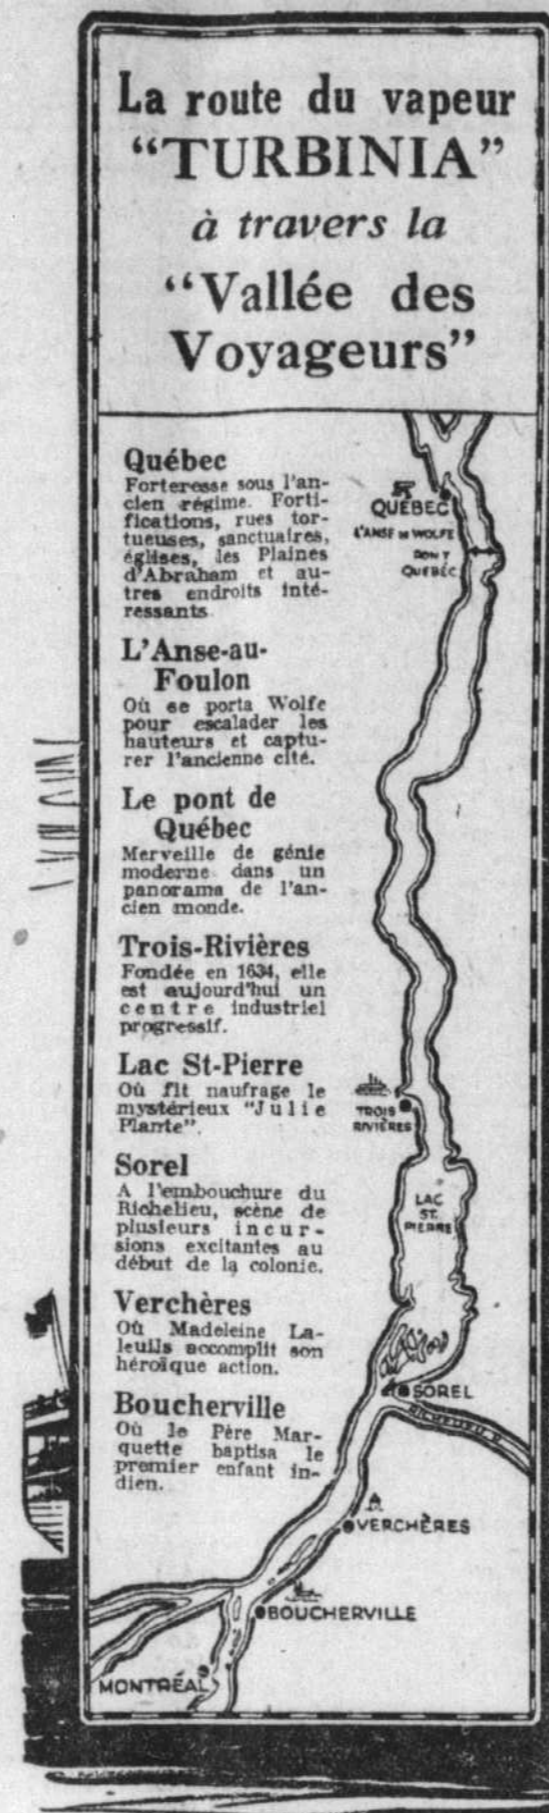 La route du vapeur
“TURBINIA”
à travers la
“Vallée des
Voyageurs”
Québec
Forteresse sous l'an-
cien régime. Forti-
fications, rues tor-
tueuses, sanctuaires,
églises, les Plaines
d'Abraham et au-
tres endroits inté-
ressants.
L'Anse-au-
Foulon
Où se porta Wolfe
pour escalader les
hauteurs et captu-
rer l'ancienne cité.
Le pont de
Québec
Merveille de génie
moderne dans un
panorama de l'an-
cien monde.
Trois-Rivières
Fondée en 1634, elle
est aujourd'hui un
centre industriel
progressif.
Lac St-Pierre
Où fit naufrage le
mystérieux “Julie
Plante”.
Sorel
A l'embouchure du
Richelieu, scène de
plusieurs incur-
sions excitantes au
début de la colonie.
Verchères
Où Madeleine La-
leuils accomplit son
héroïque action.
Boucherville
Où le Père Mar-
quette baptisa le
premier enfant in-
dien.
QUÉBEC
L'ANSE DE WOLFE
PONT
QUÉBEC
TROIS
RIVIÈRES
LAC
ST.
PIERRE
SOREL
RICHELIEU R.
VERCHÈRES
BOUCHERVILLE
MONTRÉAL